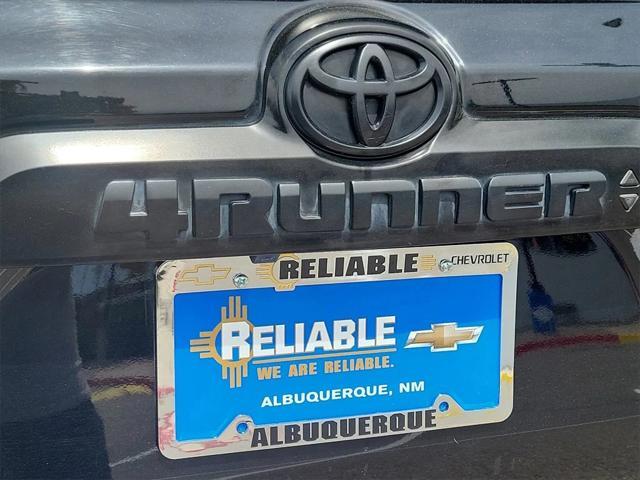 4RUNNER
RELIABLE CHEVROLET
RELIABLE
WE ARE RELIABLE.
ALBUQUERQUE, NM
ALBUQUERQUE